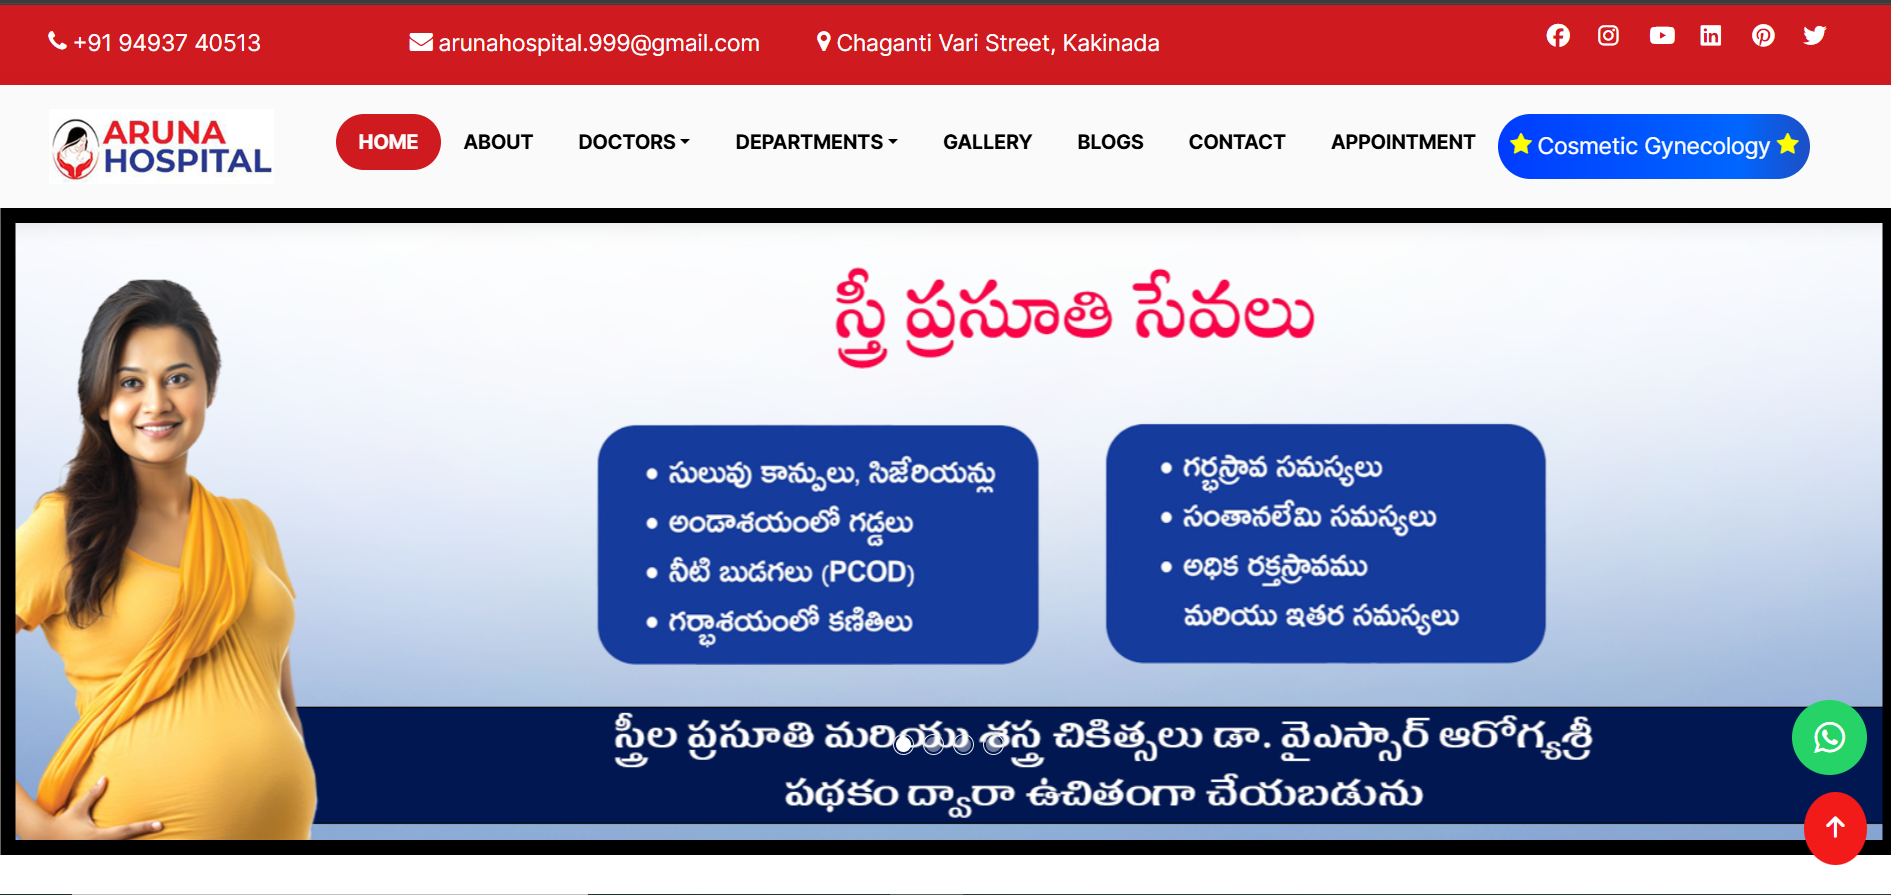 +91 94937 40513
arunahospital.999@gmail.com
Chaganti Vari Street, Kakinada
ARUNA
HOSPITAL
HOME
ABOUT
DOCTORS
DEPARTMENTS
GALLERY
BLOGS
CONTACT
APPOINTMENT
Cosmetic Gynecology
స్త్రీ ప్రసూతి సేవలు
• సులువు కాన్పులు, సిజేరియన్లు
• అండాశయంలో గడ్డలు
• నీటి బుడగలు (PCOD)
• గర్భాశయంలో కణితిలు
• గర్భస్రావ సమస్యలు
• సంతానలేమి సమస్యలు
• అధిక రక్తస్రావము
మరియు ఇతర సమస్యలు
స్త్రీల ప్రసూతి మరియు శస్త్ర చికిత్సలు డా. వైఎస్సార్ ఆరోగ్యశ్రీ
పథకం ద్వారా ఉచితంగా చేయబడును